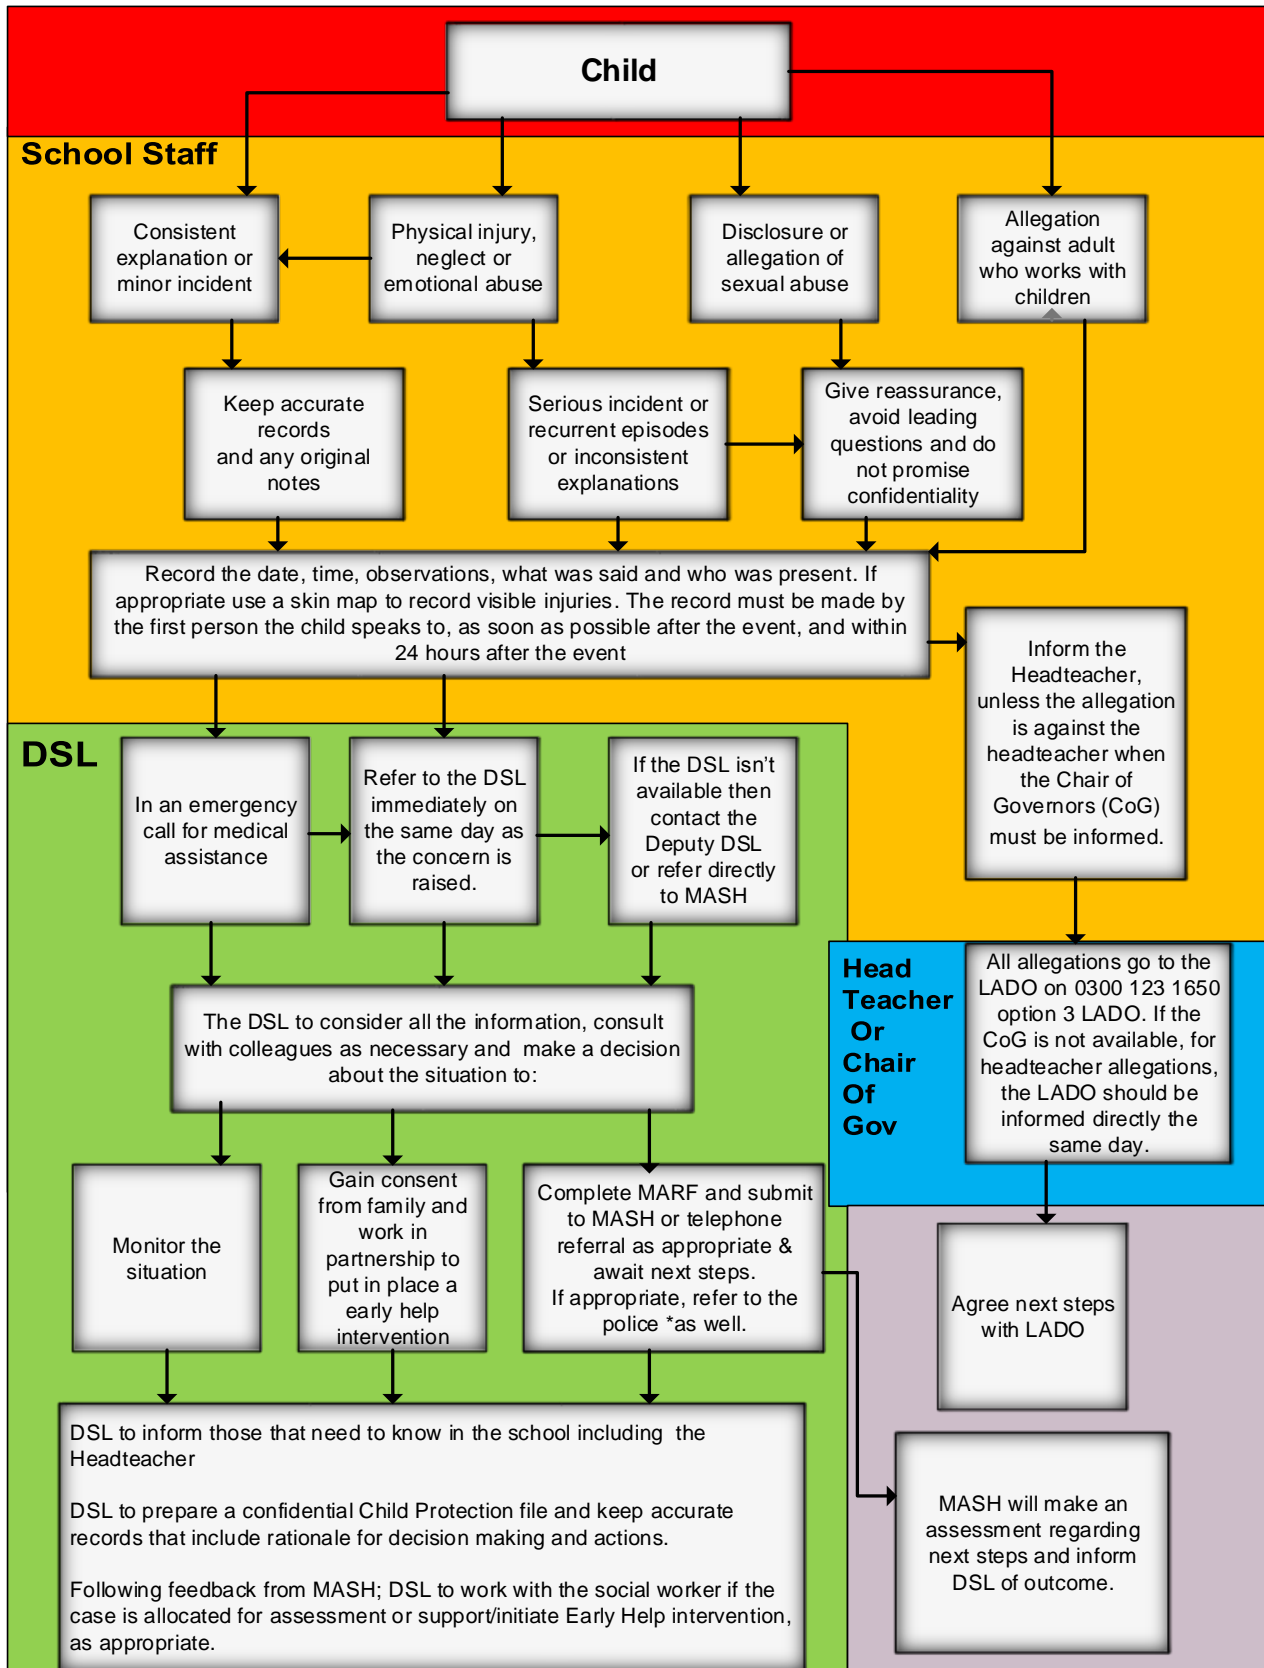 Child
School Staff
Consistent
explanation or
minor incident
Physical injury,
neglect or
emotional abuse
Disclosure or
allegation of
sexual abuse
Allegation
against adult
who works with
children
Keep accurate
records
and any original
notes
Serious incident or
recurrent episodes
or inconsistent
explanations
Give reassurance,
avoid leading
questions and do
not promise
confidentiality
Record the date, time, observations, what was said and who was present. If
appropriate use a skin map to record visible injuries. The record must be made by
the first person the child speaks to, as soon as possible after the event, and within
24 hours after the event
Inform the
Headteacher,
unless the allegation
is against the
headteacher when
the Chair of
Governors (CoG)
must be informed.
DSL
In an emergency
call for medical
assistance
Refer to the DSL
immediately on
the same day as
the concern is
raised.
If the DSL isn't
available then
contact the
Deputy DSL
or refer directly
to MASH
Head
Teacher
Or
Chair
Of
Gov
All allegations go to the
LADO on 0300 123 1650
option 3 LADO. If the
CoG is not available, for
headteacher allegations,
the LADO should be
informed directly the
same day.
The DSL to consider all the information, consult
with colleagues as necessary and make a decision
about the situation to:
Monitor the
situation
Gain consent
from family and
work in
partnership to
put in place a
early help
intervention
Complete MARF and submit
to MASH or telephone
referral as appropriate &
await next steps.
If appropriate, refer to the
police *as well.
Agree next steps
with LADO
DSL to inform those that need to know in the school including the
Headteacher
DSL to prepare a confidential Child Protection file and keep accurate
records that include rationale for decision making and actions.
Following feedback from MASH; DSL to work with the social worker if the
case is allocated for assessment or support/initiate Early Help intervention,
as appropriate.
MASH will make an
assessment regarding
next steps and inform
DSL of outcome.